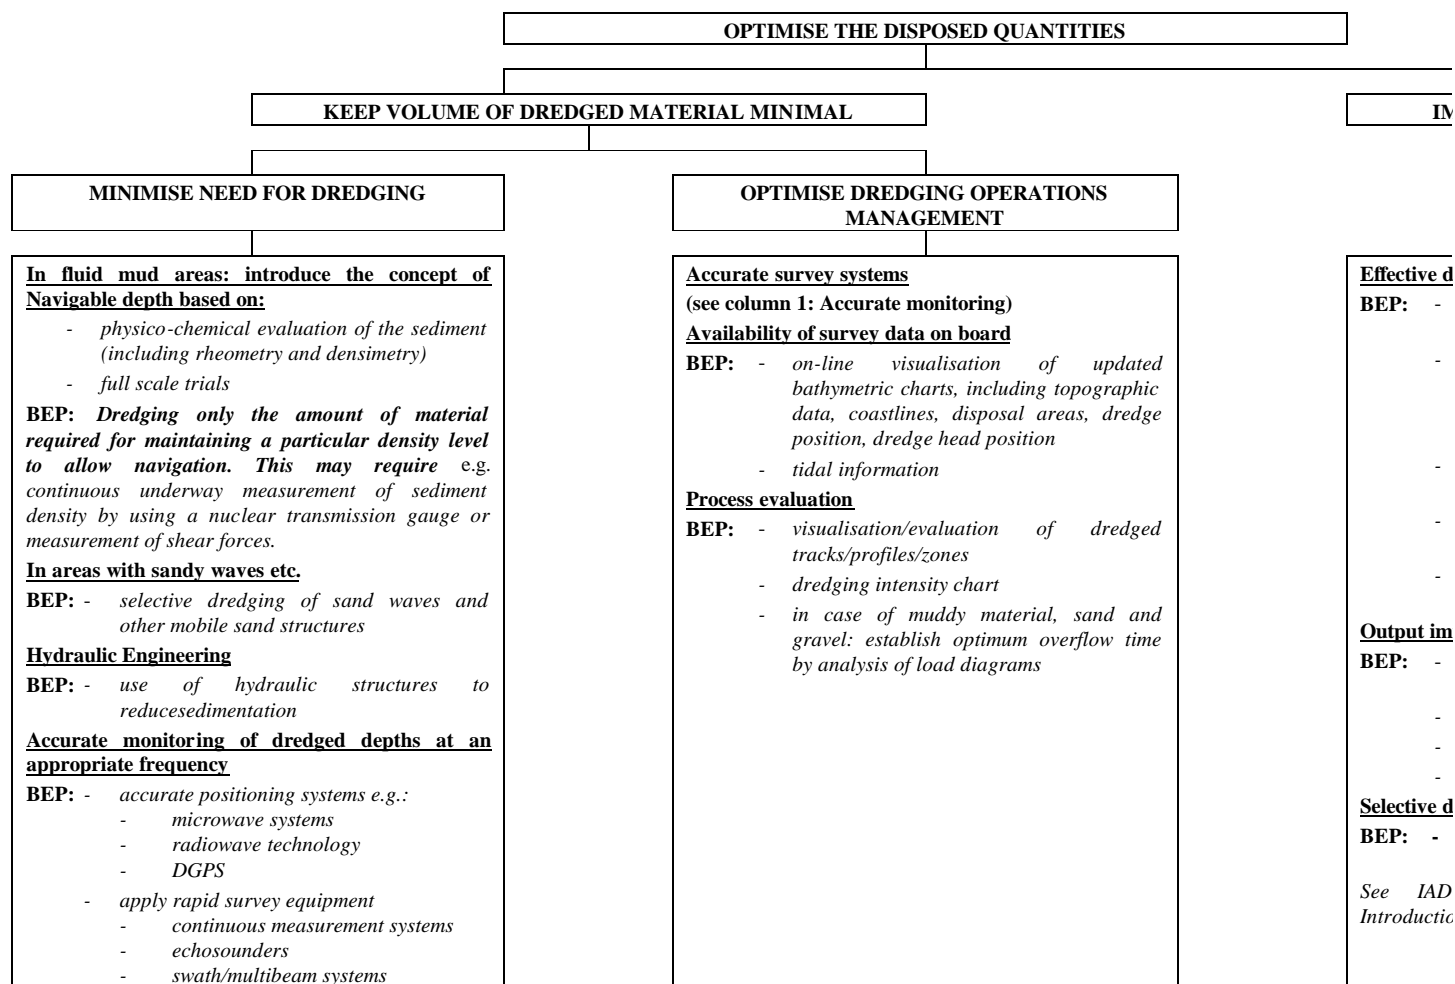 OPTIMISE THE DISPOSED QUANTITIES
KEEP VOLUME OF DREDGED MATERIAL MINIMAL
MINIMISE NEED FOR DREDGING
In fluid mud areas: introduce the concept of
Navigable depth based on:
- physico-chemical evaluation of the sediment
(including rheometry and densimetry)
- full scale trials
BEP: Dredging only the amount of material
required for maintaining a particular density level
to allow navigation. This may require e.g.
continuous underway measurement of sediment
density by using a nuclear transmission gauge or
measurement of shear forces.
In areas with sandy waves etc.
BEP: - selective dredging of sand waves and
other mobile sand structures
Hydraulic Engineering
BEP: - use of hydraulic structures to
reducesedimentation
Accurate monitoring of dredged depths at an
appropriate frequency
BEP: - accurate positioning systems e.g.:
- microwave systems
- radiowave technology
- DGPS
- apply rapid survey equipment
- continuous measurement systems
- echosounders
- swath/multibeam systems
OPTIMISE DREDGING OPERATIONS
MANAGEMENT
Accurate survey systems
(see column 1: Accurate monitoring)
Availability of survey data on board
BEP: - on-line visualisation of updated
bathymetric charts, including topographic
data, coastlines, disposal areas, dredge
position, dredge head position
- tidal information
Process evaluation
BEP: - visualisation/evaluation of dredged
tracks/profiles/zones
- dredging intensity chart
- in case of muddy material, sand and
gravel: establish optimum overflow time
by analysis of load diagrams
Effective
BEP: -
-
-
-
-
Output
BEP: -
-
-
-
Selective
BEP: -
See